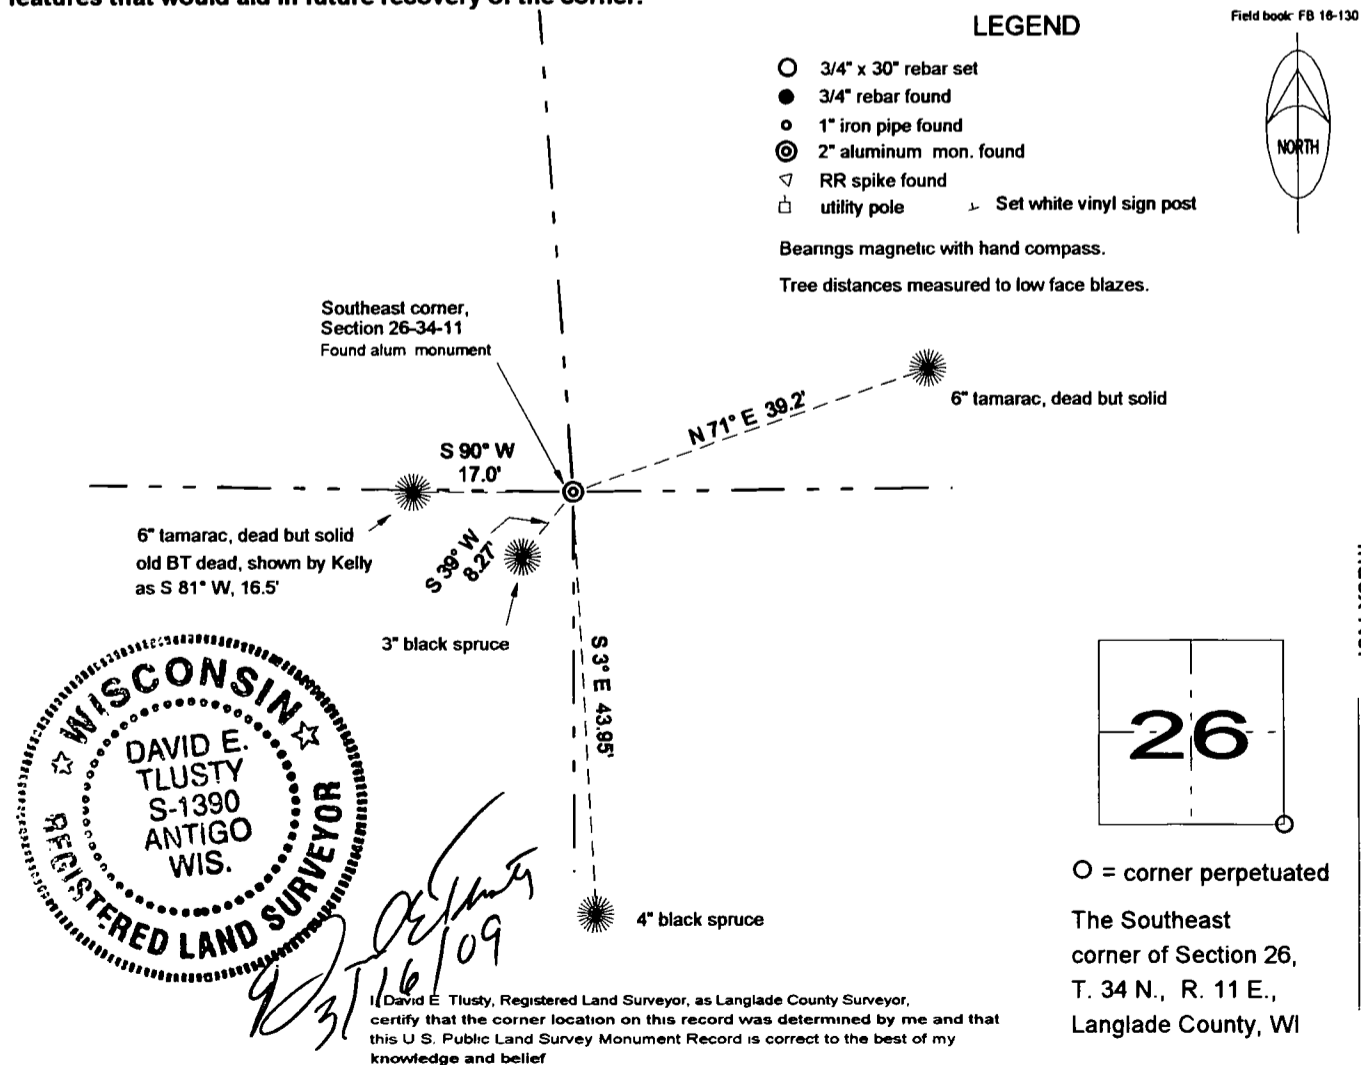 features that would aid in future recovery of the corner.
LEGEND
Field book: FB 16-130
3/4" x 30" rebar set
3/4" rebar found
1" iron pipe found
2" aluminum mon. found
RR spike found
utility pole
Set white vinyl sign post
NORTH
Bearings magnetic with hand compass.
Tree distances measured to low face blazes.
Southeast corner,
Section 26-34-11
Found alum monument
N 71° E 39.2'
6" tamarac, dead but solid
S 90° W
17.0'
6" tamarac, dead but solid
old BT dead, shown by Kelly
as S 81° W, 16.5'
S 39° W
8.27'
3" black spruce
S 3° E 43.95'
4" black spruce
WISCONSIN
DAVID E.
TLUSTY
S-1390
ANTIGO
WIS.
REGISTERED LAND SURVEYOR
David E Tlusty
3/16/09
I, David E Tlusty, Registered Land Surveyor, as Langlade County Surveyor,
certify that the corner location on this record was determined by me and that
this U S. Public Land Survey Monument Record is correct to the best of my
knowledge and belief
26
O = corner perpetuated
The Southeast
corner of Section 26,
T. 34 N., R. 11 E.,
Langlade County, WI